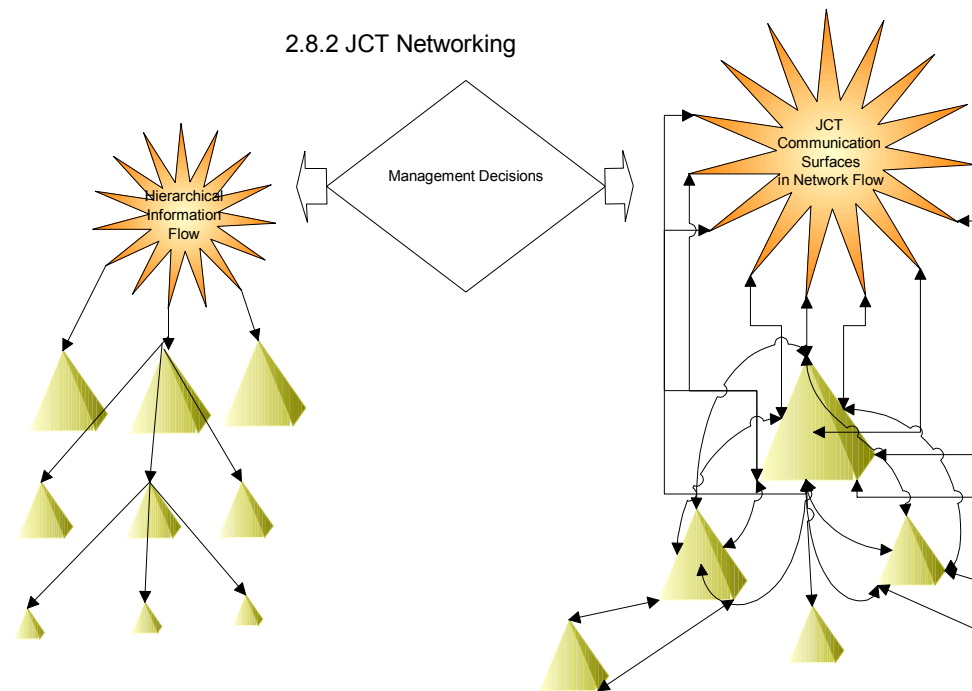 2.8.2 JCT Networking
Management Decisions
Hierarchical
Information
Flow
JCT
Communication
Surfaces
in Network Flow